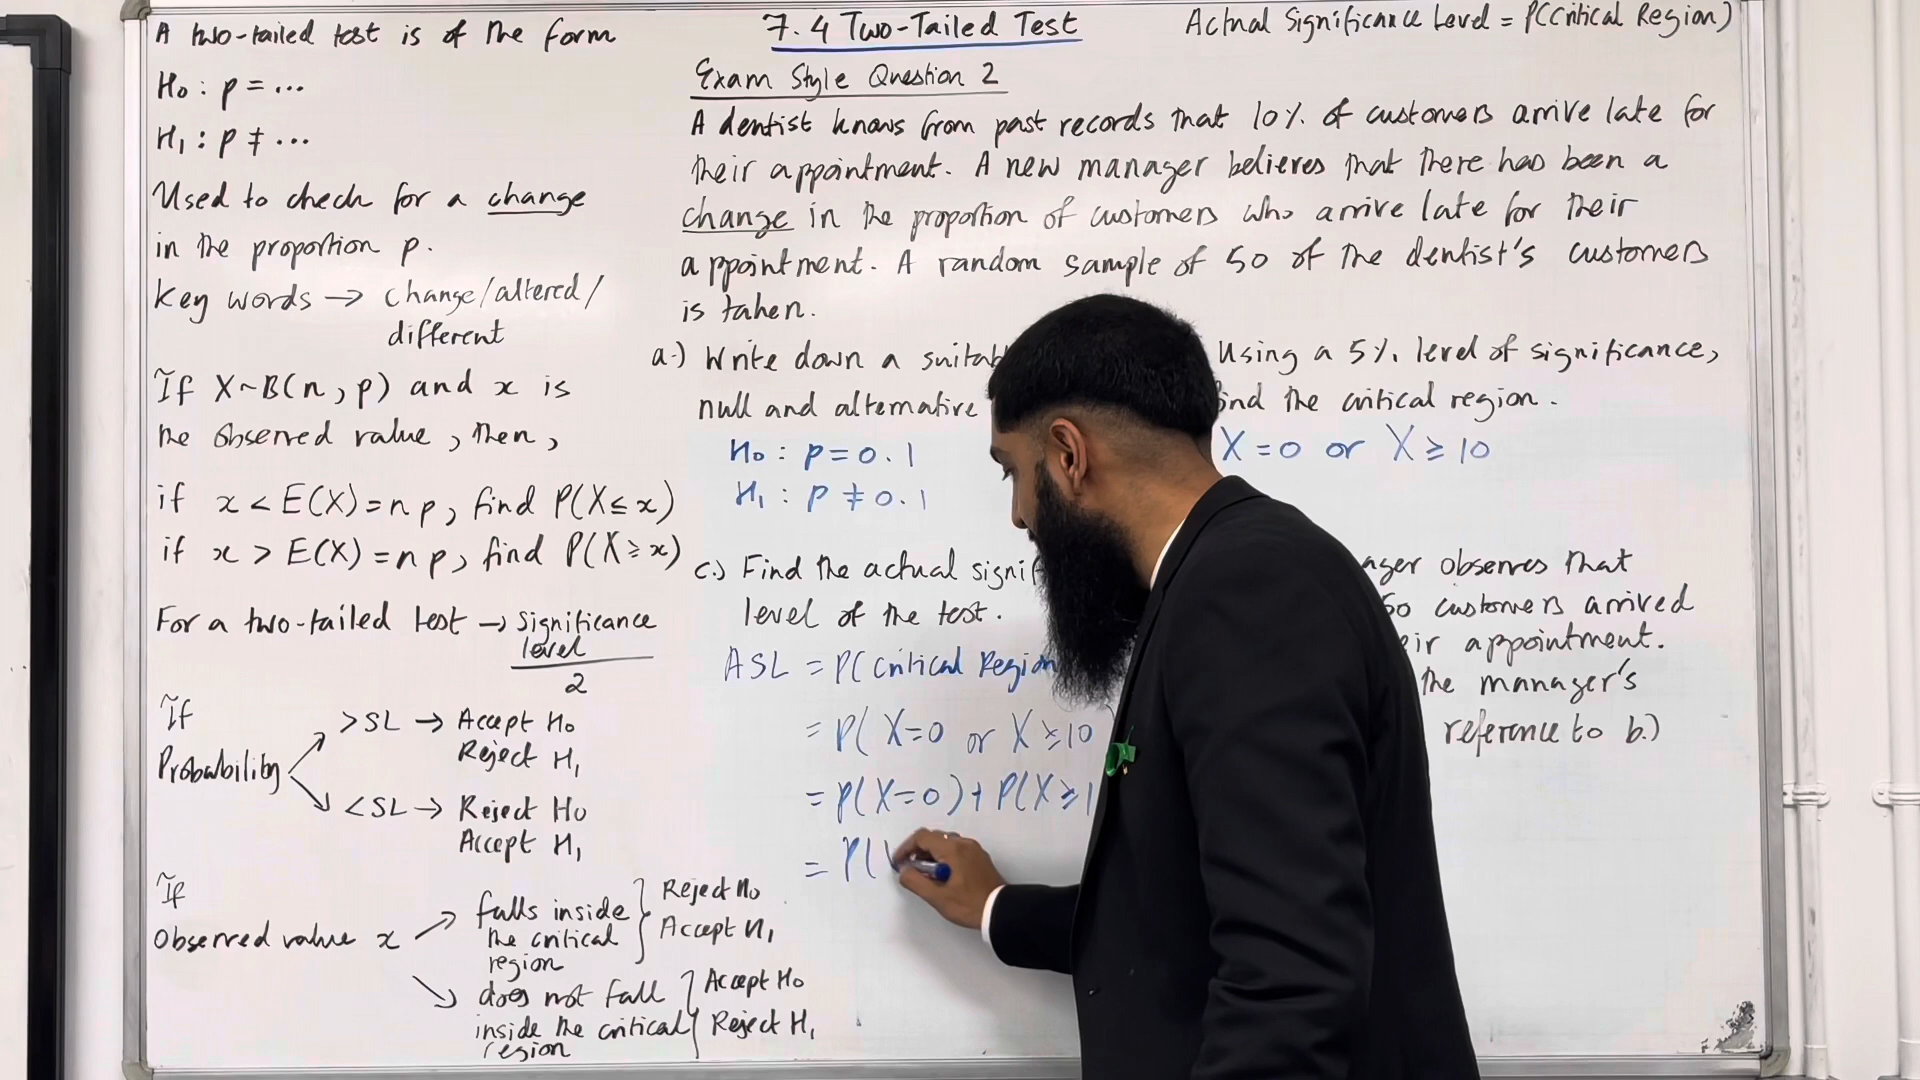 7.4 Two-Tailed Test
Actual Significance Level = P(Critical Region)
A two-tailed test is of the form
H₀ : p = ...
H₁ : p ≠ ...
Used to check for a change
in the proportion p.
Key words → change/altered/
different
If X~B(n, p) and x is
the observed value, then,
if x < E(X) = np, find P(X ≤ x)
if x > E(X) = np, find P(X ≥ x)
For a two-tailed test → significance
level
2
If
Probability
> SL → Accept H₀
Reject H₁
< SL → Reject H₀
Accept H₁
If
Observed value x
falls inside
the critical
region
Reject H₀
Accept H₁
does not fall
inside the critical
region
Accept H₀
Reject H₁
Exam Style Question 2
A dentist knows from past records that 10% of customers arrive late for
their appointment. A new manager believes that there has been a
change in the proportion of customers who arrive late for their
appointment. A random sample of 50 of the dentist's customers
is taken.
a.) Write down a
null and alternative
H₀ : p = 0.1
H₁ : p ≠ 0.1
Using a 5% level of significance,
the critical region.
X = 0 or X ≥ 10
c.) Find the actual
level of the test.
ASL = P(Critical Region
= P(X=0 or X ≥ 10
= P(X=0) + P(X ≥ 1
= P(
observes that
50 customers arrived
appointment.
the manager's
reference to b.)